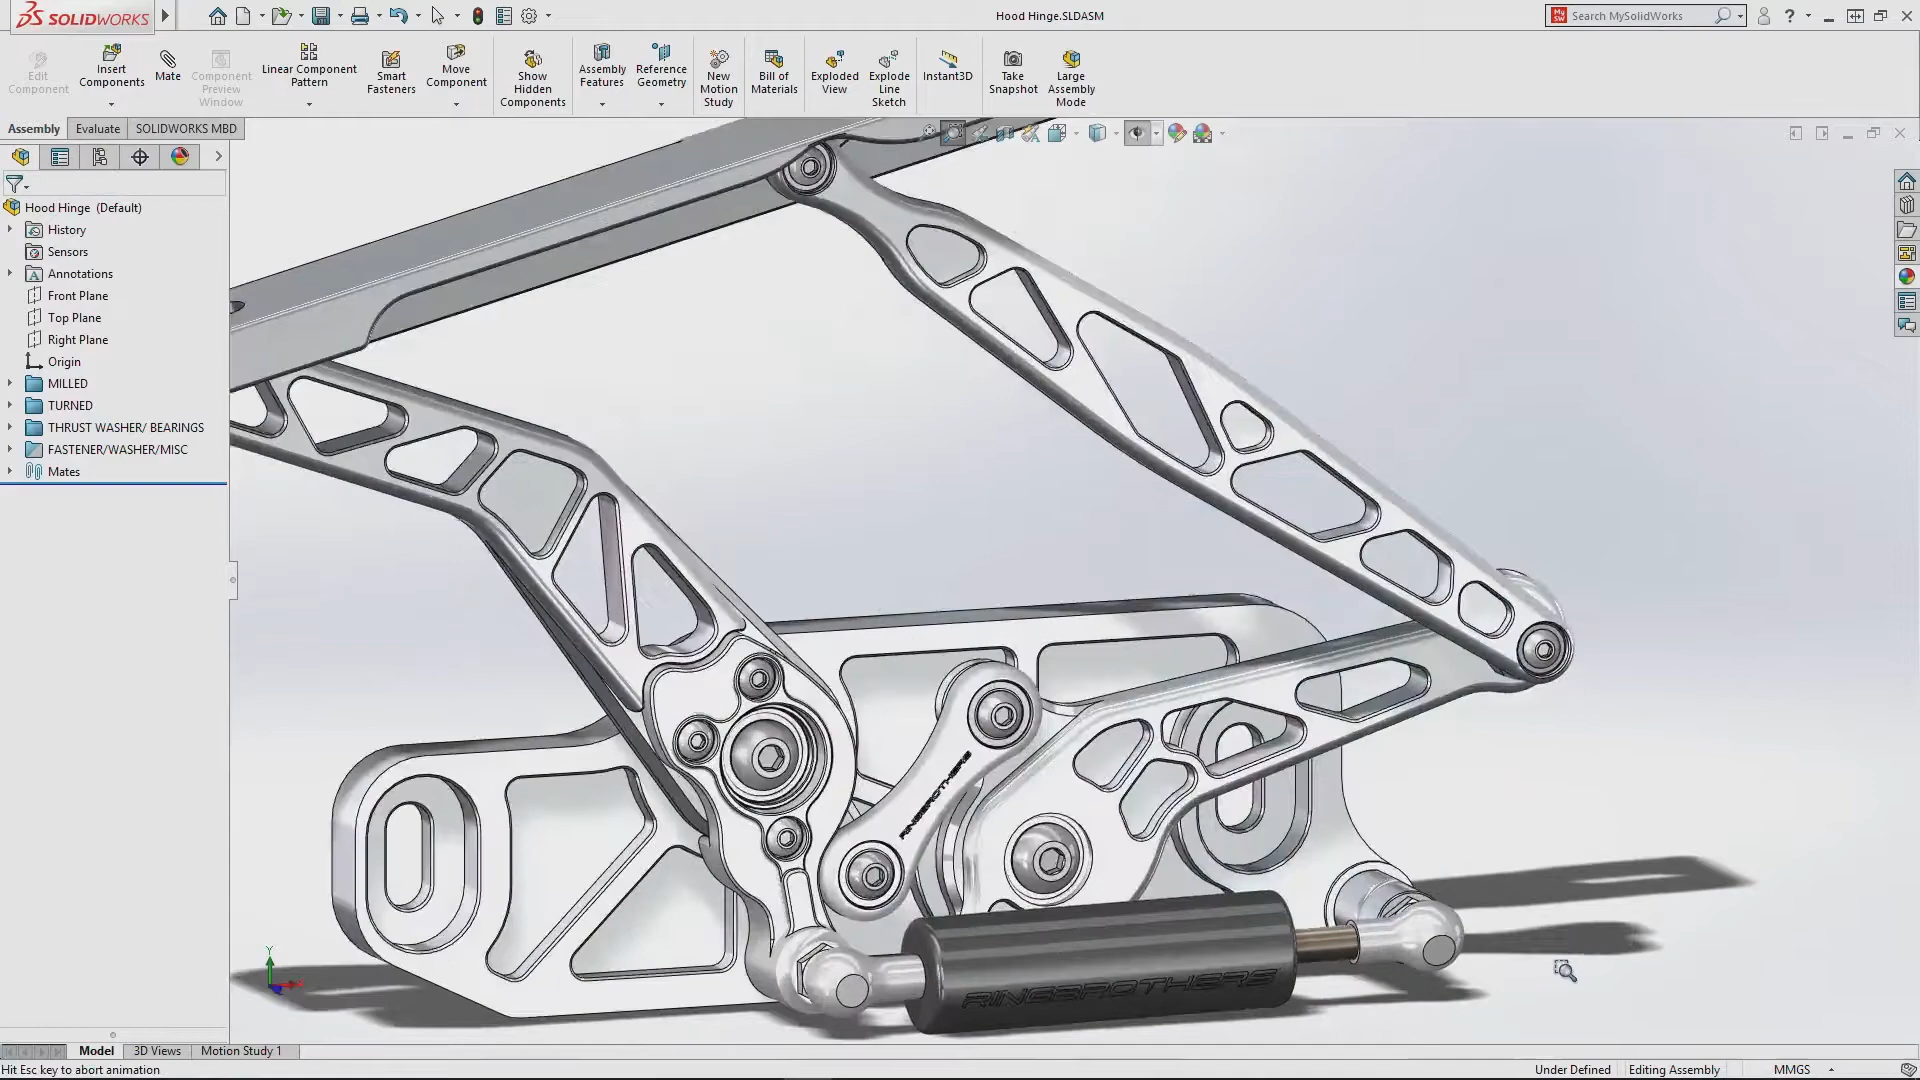 SOLIDWORKS
Hood Hinge.SLDASM
Search MySolidWorks
Edit Component
Insert Components
Mate
Component Preview Window
Linear Component Pattern
Smart Fasteners
Move Component
Show Hidden Components
Assembly Features
Reference Geometry
New Motion Study
Bill of Materials
Exploded View
Explode Line Sketch
Instant3D
Take Snapshot
Large Assembly Mode
Assembly
Evaluate
SOLIDWORKS MBD
Hood Hinge (Default)
History
Sensors
Annotations
Front Plane
Top Plane
Right Plane
Origin
MILLED
TURNED
THRUST WASHER/ BEARINGS
FASTENER/WASHER/MISC
Mates
RINGBROTHERS
RINGBROTHERS
Y
Model
3D Views
Motion Study 1
Hit Esc key to abort animation
Under Defined
Editing Assembly
MMGS